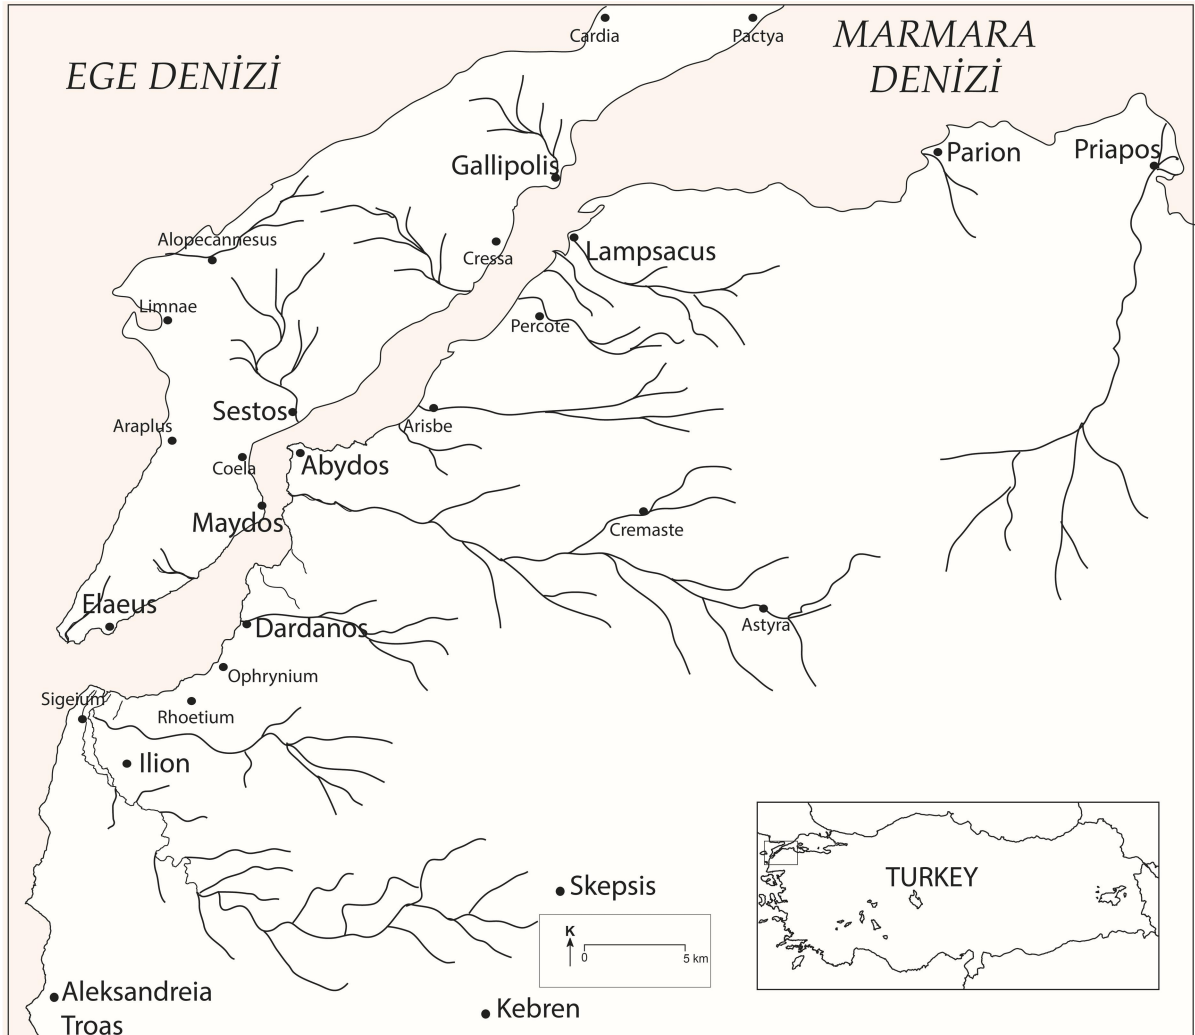 Cardia
Pactya
MARMARA
DENİZİ
EGE DENİZİ
Gallipolis
Parion
Priapos
Alopecannesus
Cressa
Lampsacus
Limnae
Percote
Sestos
Araplus
Arisbe
Coela
Abydos
Maydos
Cremaste
Elaeus
Dardanos
Astyra
Ophrynium
Sigeium
Rhoetium
Ilion
TURKEY
Skepsis
K
0
5 km
Aleksandreia
Troas
Kebren